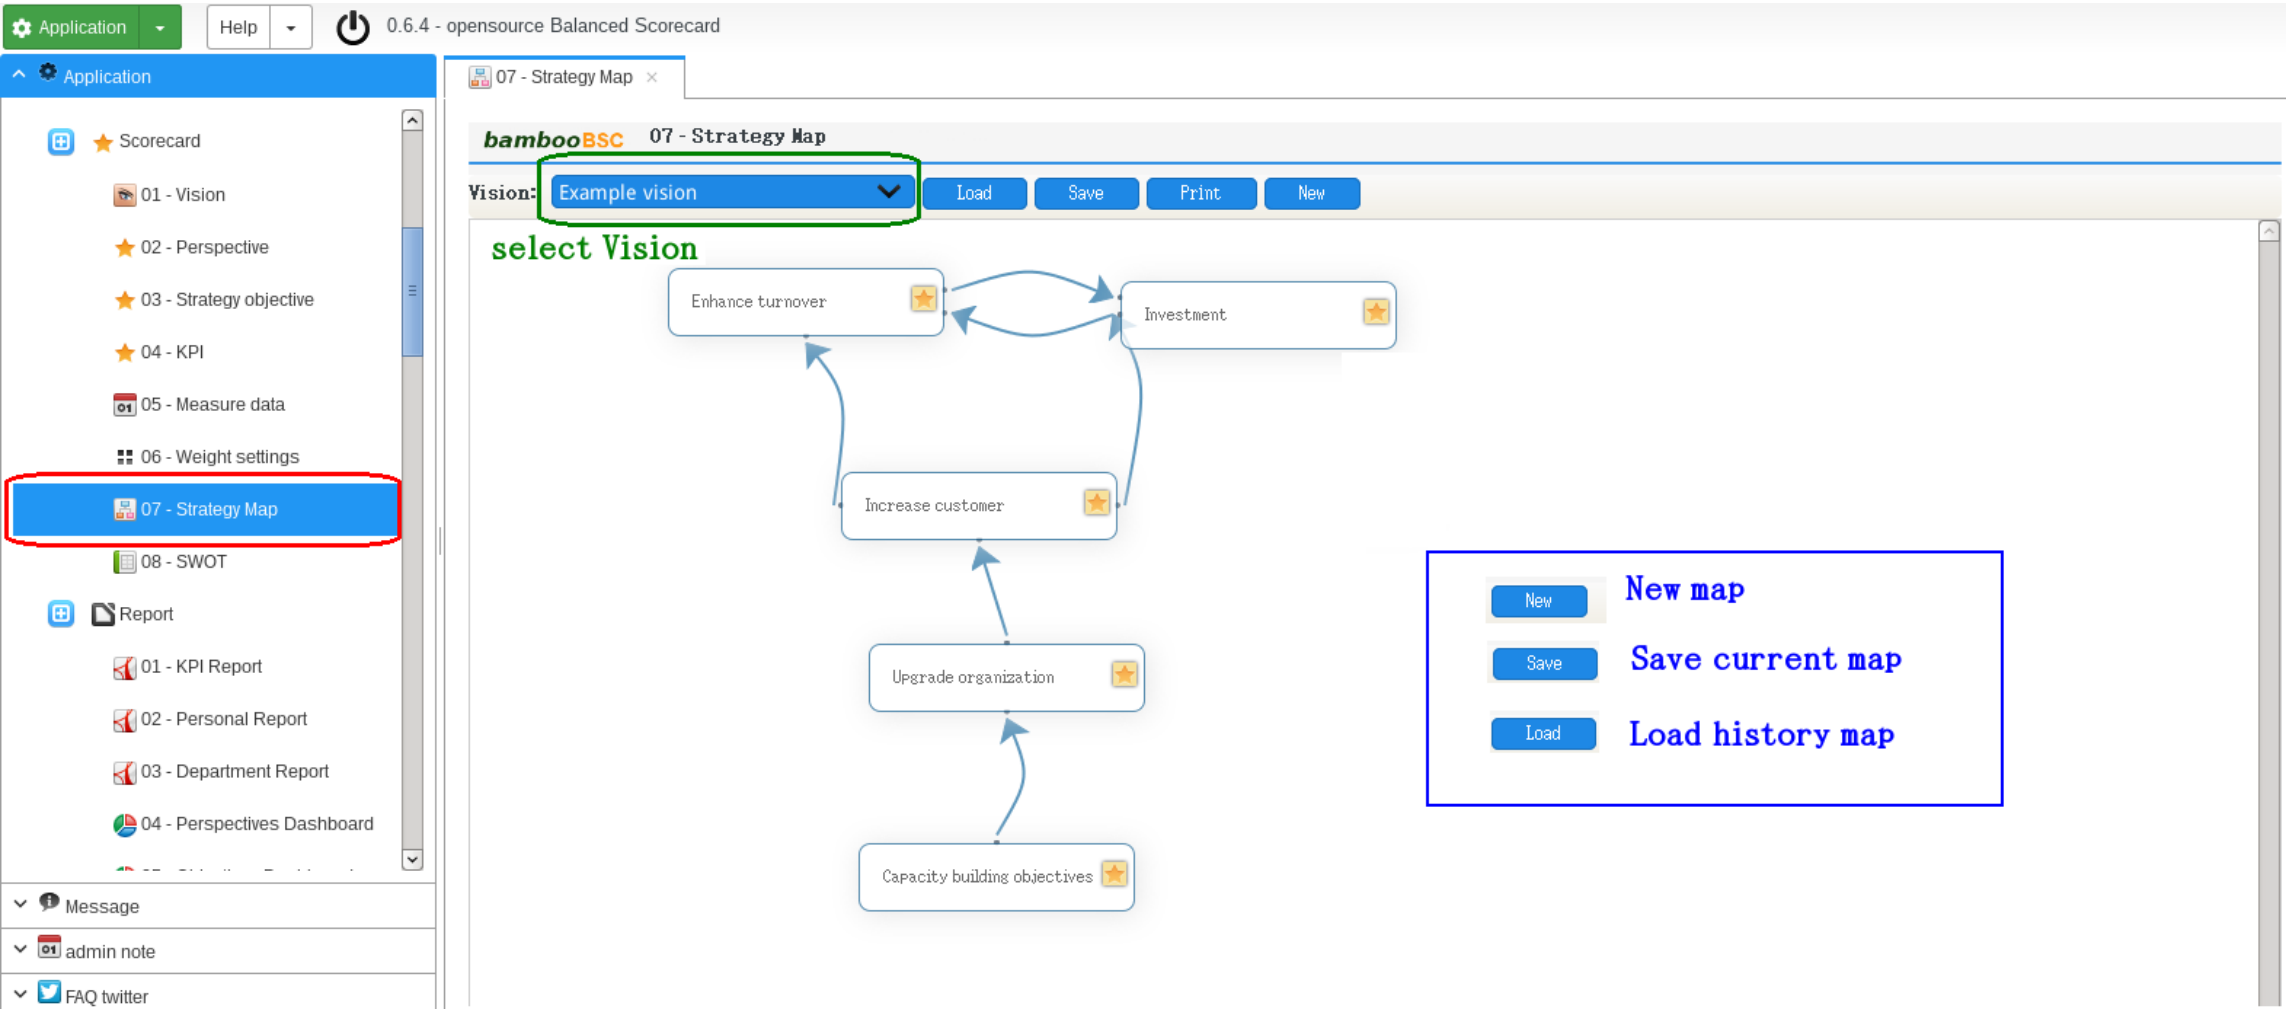 Application
Help
0.6.4 - opensource Balanced Scorecard
Application
Scorecard
01 - Vision
02 - Perspective
03 - Strategy objective
04 - KPI
05 - Measure data
06 - Weight settings
07 - Strategy Map
08 - SWOT
Report
01 - KPI Report
02 - Personal Report
03 - Department Report
04 - Perspectives Dashboard
Message
admin note
FAQ twitter
07 - Strategy Map
bambooBSC 07 - Strategy Map
Vision: Example vision Load Save Print New
select Vision
Enhance turnover
Investment
Increase customer
Upgrade organization
Capacity building objectives
New New map
Save Save current map
Load Load history map